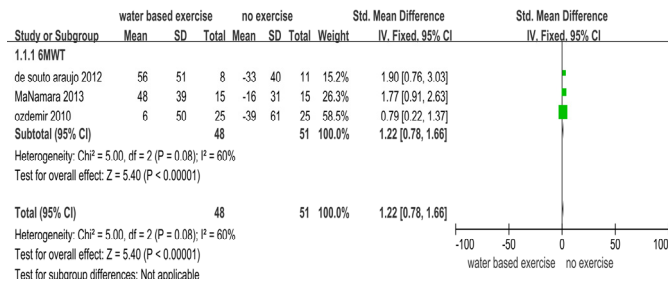 water based exercise no exercise Std. Mean Difference Std. Mean Difference
Study or Subgroup Mean SD Total Mean SD Total Weight IV. Fixed. 95% CI IV. Fixed. 95% CI
1.1.1 6MWT
de souto araujo 2012 56 51 8 -33 40 11 15.2% 1.90 [0.76, 3.03]
MaNamara 2013 48 39 15 -16 31 15 26.3% 1.77 [0.91, 2.63]
ozdemir 2010 6 50 25 -39 61 25 58.5% 0.79 [0.22, 1.37]
Subtotal (95% CI) 48 51 100.0% 1.22 [0.78, 1.66]
Heterogeneity: Chi² = 5.00, df = 2 (P = 0.08); I² = 60%
Test for overall effect: Z = 5.40 (P < 0.00001)
Total (95% CI) 48 51 100.0% 1.22 [0.78, 1.66]
Heterogeneity: Chi² = 5.00, df = 2 (P = 0.08); I² = 60%
Test for overall effect: Z = 5.40 (P < 0.00001)
Test for subgroup differences: Not applicable
-100 -50 0 50 100
water based exercise no exercise